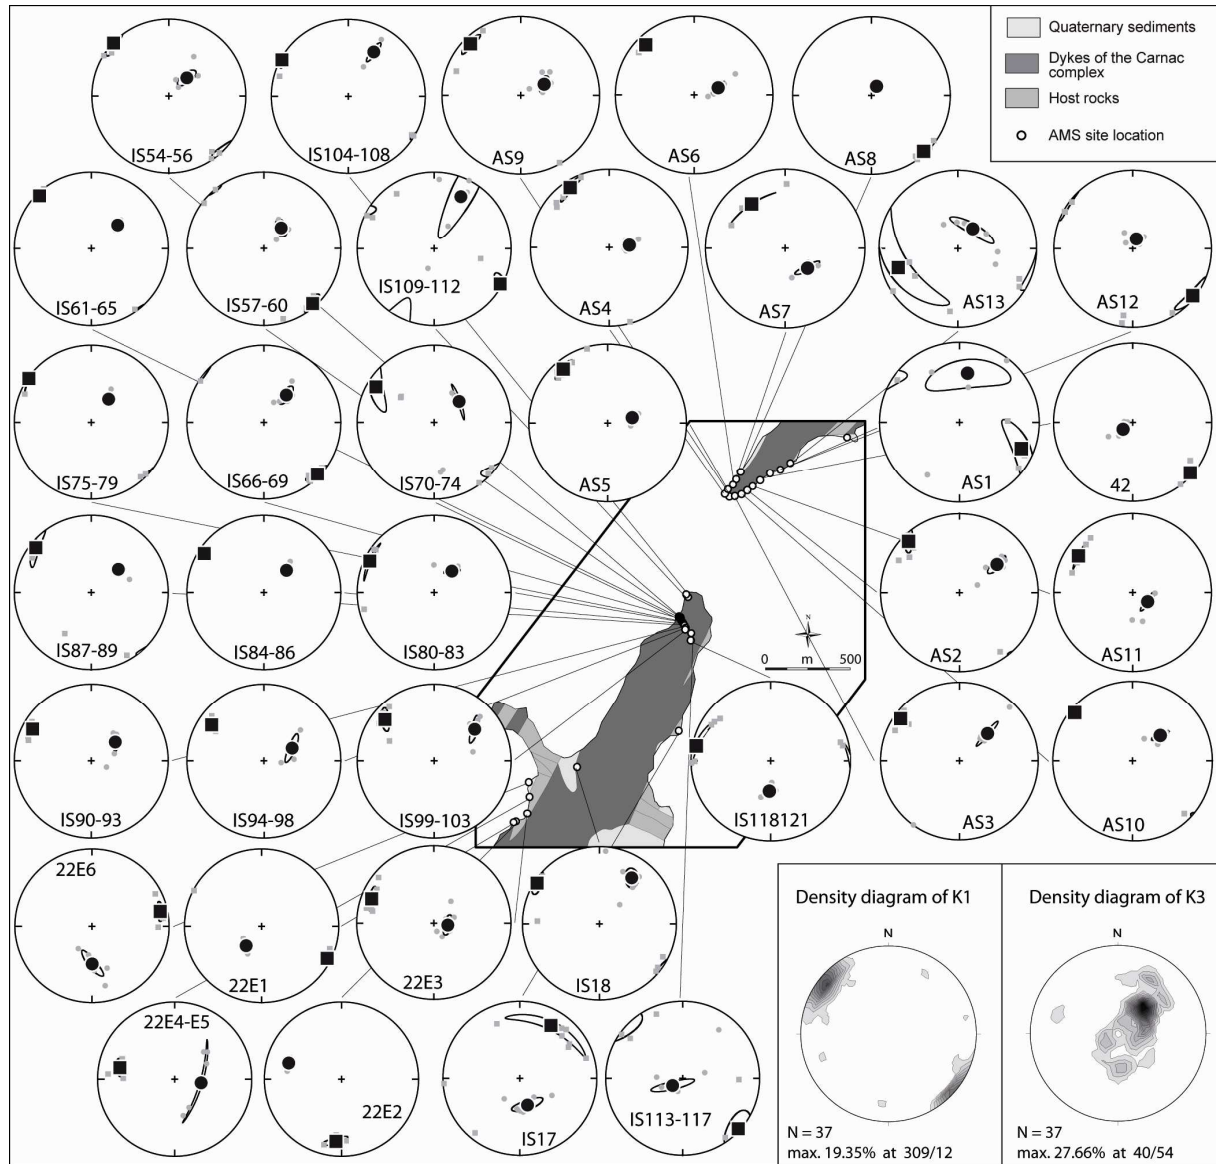 Quaternary sediments
Dykes of the Carnac
complex
Host rocks
AMS site location
IS54-56
IS104-108
AS9
AS6
AS8
IS61-65
IS57-60
IS109-112
AS4
AS7
AS13
AS12
IS75-79
IS66-69
IS70-74
AS5
AS1
42
IS87-89
IS84-86
IS80-83
N
0 m 500
AS2
AS11
IS90-93
IS94-98
IS99-103
IS118121
AS3
AS10
22E6
22E1
22E3
IS18
22E4-E5
22E2
IS17
IS113-117
Density diagram of K1
N
N = 37
max. 19.35% at 309/12
Density diagram of K3
N
N = 37
max. 27.66% at 40/54